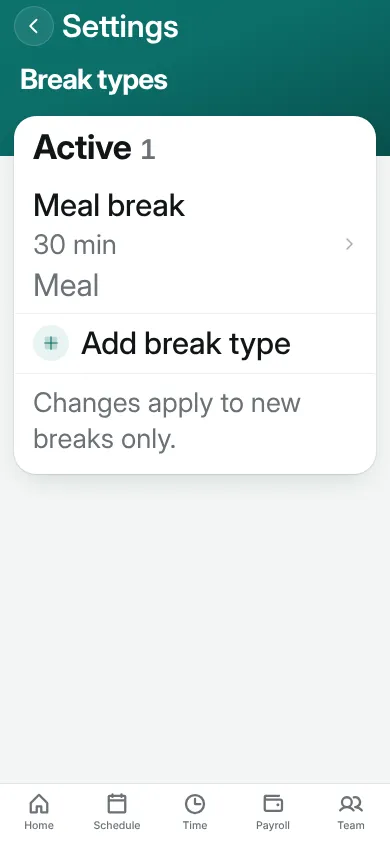 Settings
Break types
Active 1
Meal break
30 min
Meal
Add break type
Changes apply to new
breaks only.
Home
Schedule
Time
Payroll
Team